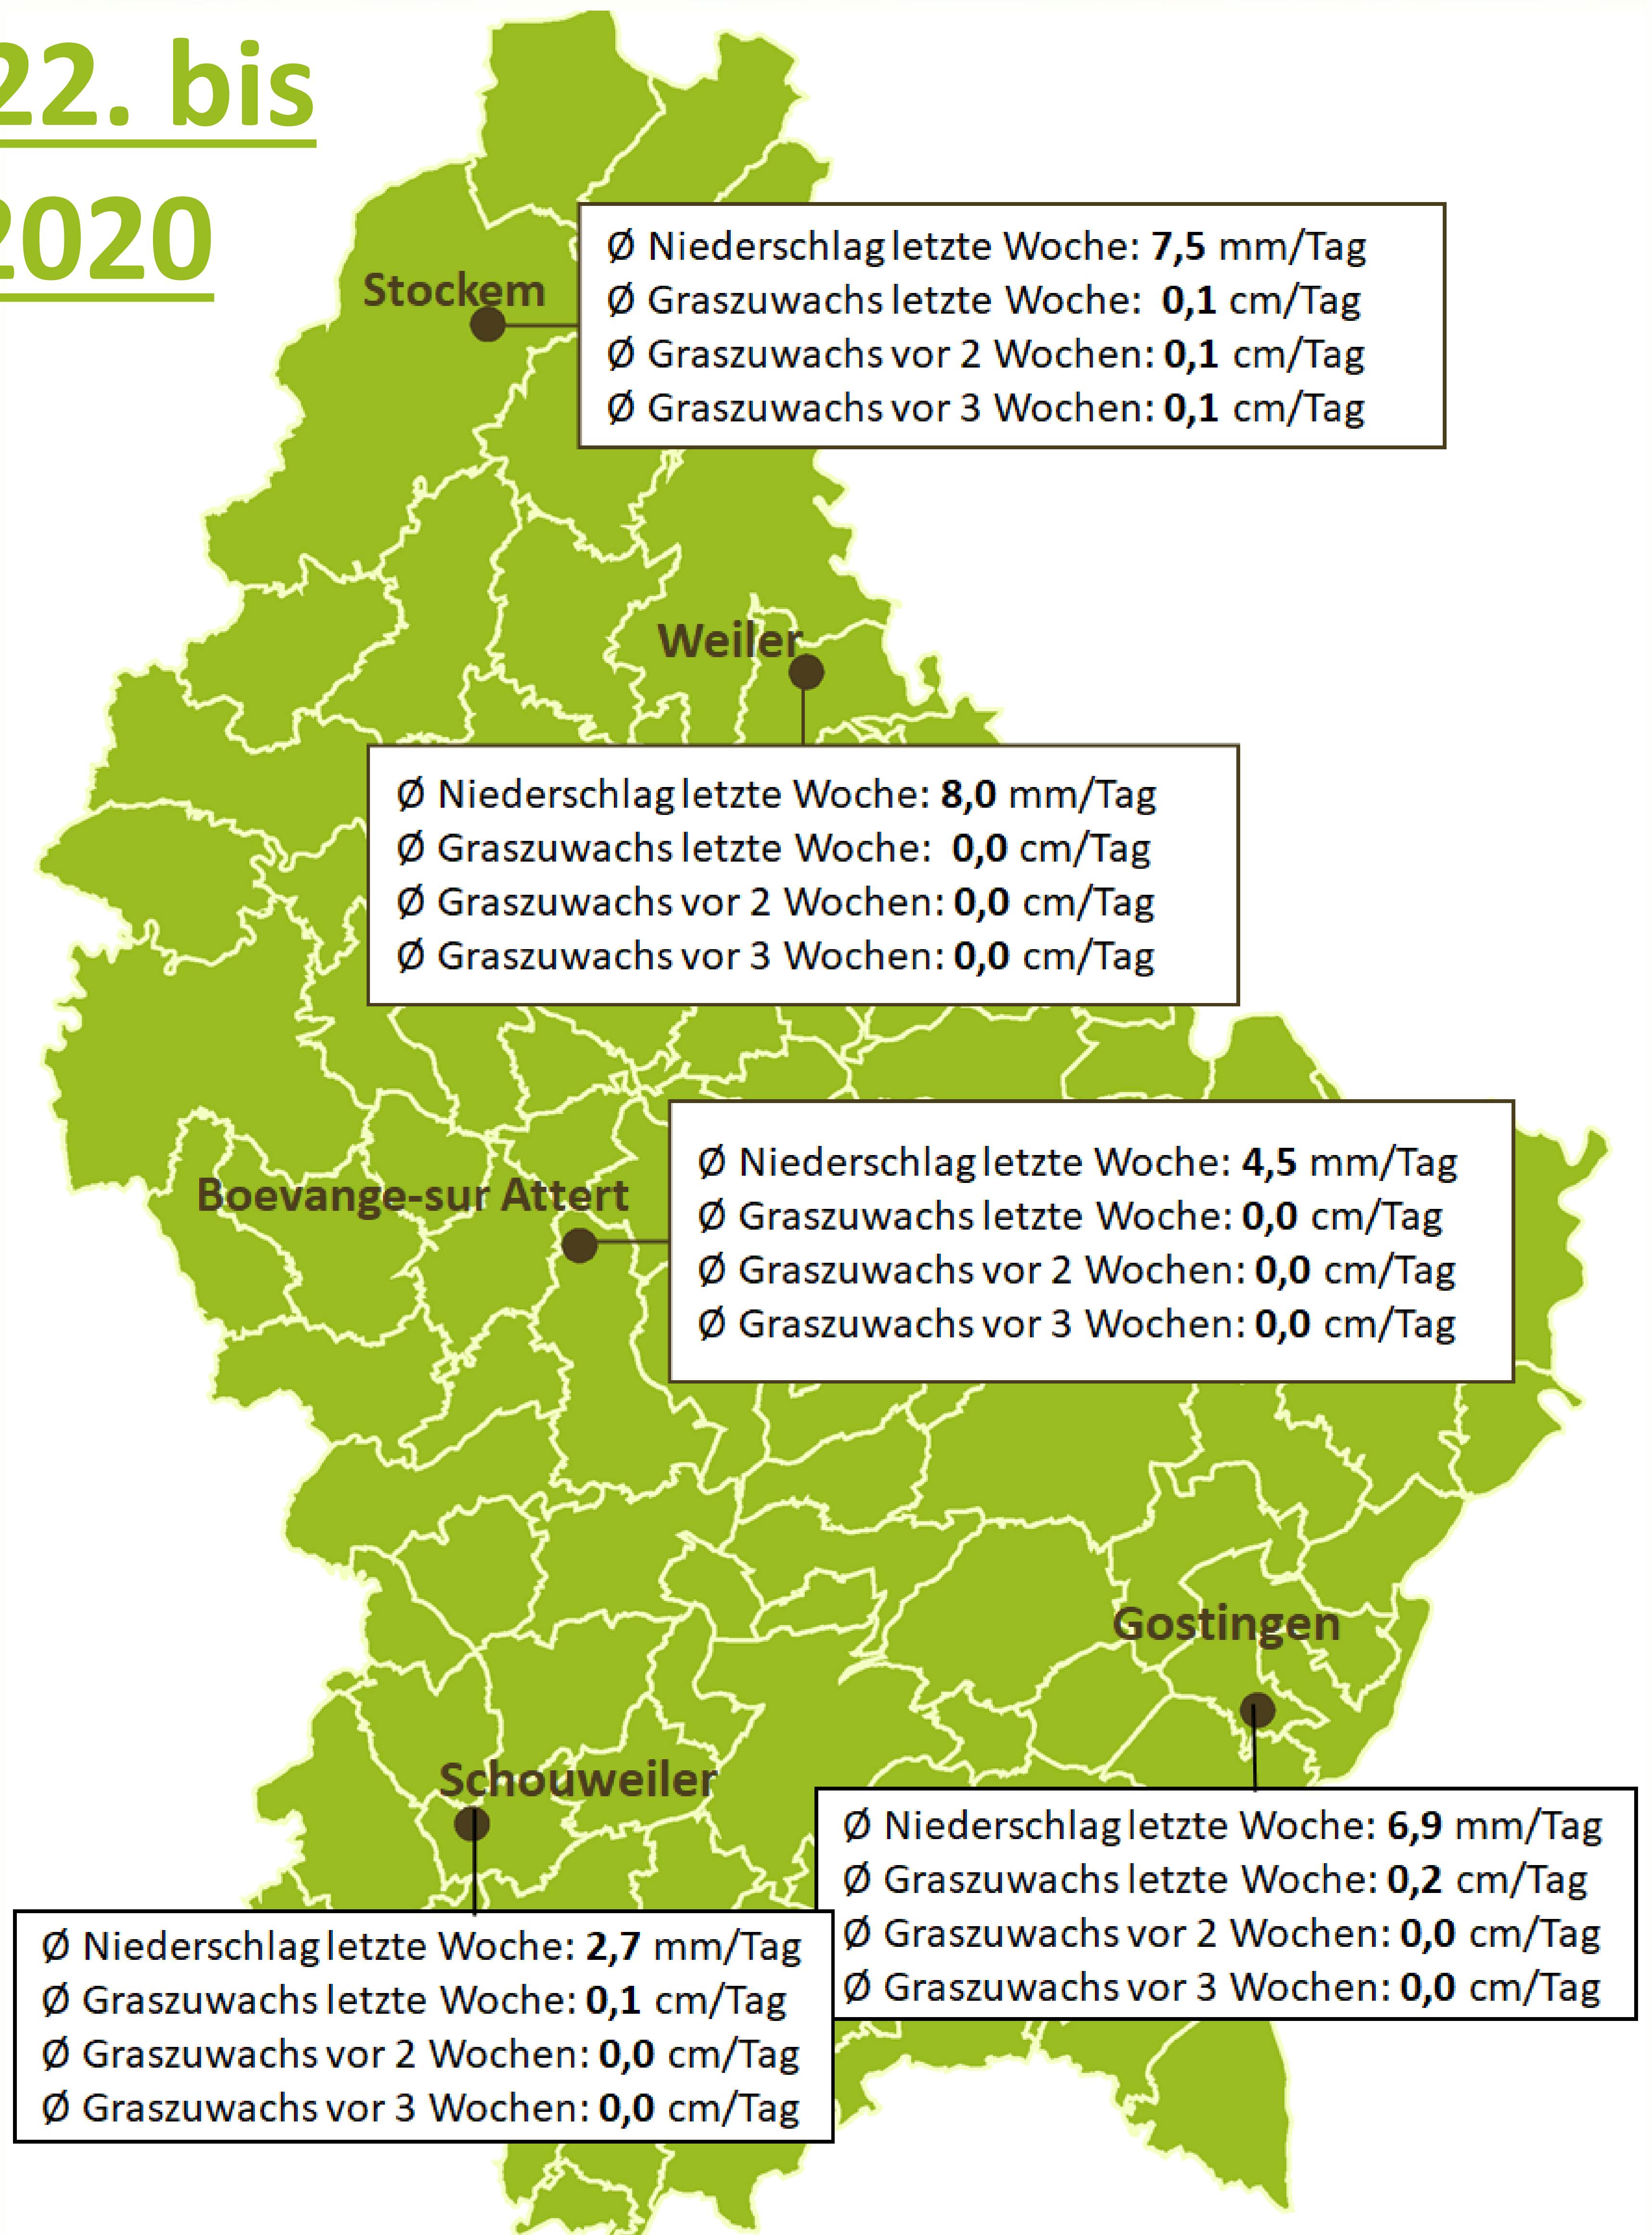 22. bis
2020
Stockem
Ø Niederschlag letzte Woche: 7,5 mm/Tag
Ø Graszuwachs letzte Woche: 0,1 cm/Tag
Ø Graszuwachs vor 2 Wochen: 0,1 cm/Tag
Ø Graszuwachs vor 3 Wochen: 0,1 cm/Tag
Weiler
Ø Niederschlag letzte Woche: 8,0 mm/Tag
Ø Graszuwachs letzte Woche: 0,0 cm/Tag
Ø Graszuwachs vor 2 Wochen: 0,0 cm/Tag
Ø Graszuwachs vor 3 Wochen: 0,0 cm/Tag
Boevange-sur Attert
Ø Niederschlag letzte Woche: 4,5 mm/Tag
Ø Graszuwachs letzte Woche: 0,0 cm/Tag
Ø Graszuwachs vor 2 Wochen: 0,0 cm/Tag
Ø Graszuwachs vor 3 Wochen: 0,0 cm/Tag
Gostingen
Ø Niederschlag letzte Woche: 6,9 mm/Tag
Ø Graszuwachs letzte Woche: 0,2 cm/Tag
Ø Graszuwachs vor 2 Wochen: 0,0 cm/Tag
Ø Graszuwachs vor 3 Wochen: 0,0 cm/Tag
Schouweiler
Ø Niederschlag letzte Woche: 2,7 mm/Tag
Ø Graszuwachs letzte Woche: 0,1 cm/Tag
Ø Graszuwachs vor 2 Wochen: 0,0 cm/Tag
Ø Graszuwachs vor 3 Wochen: 0,0 cm/Tag